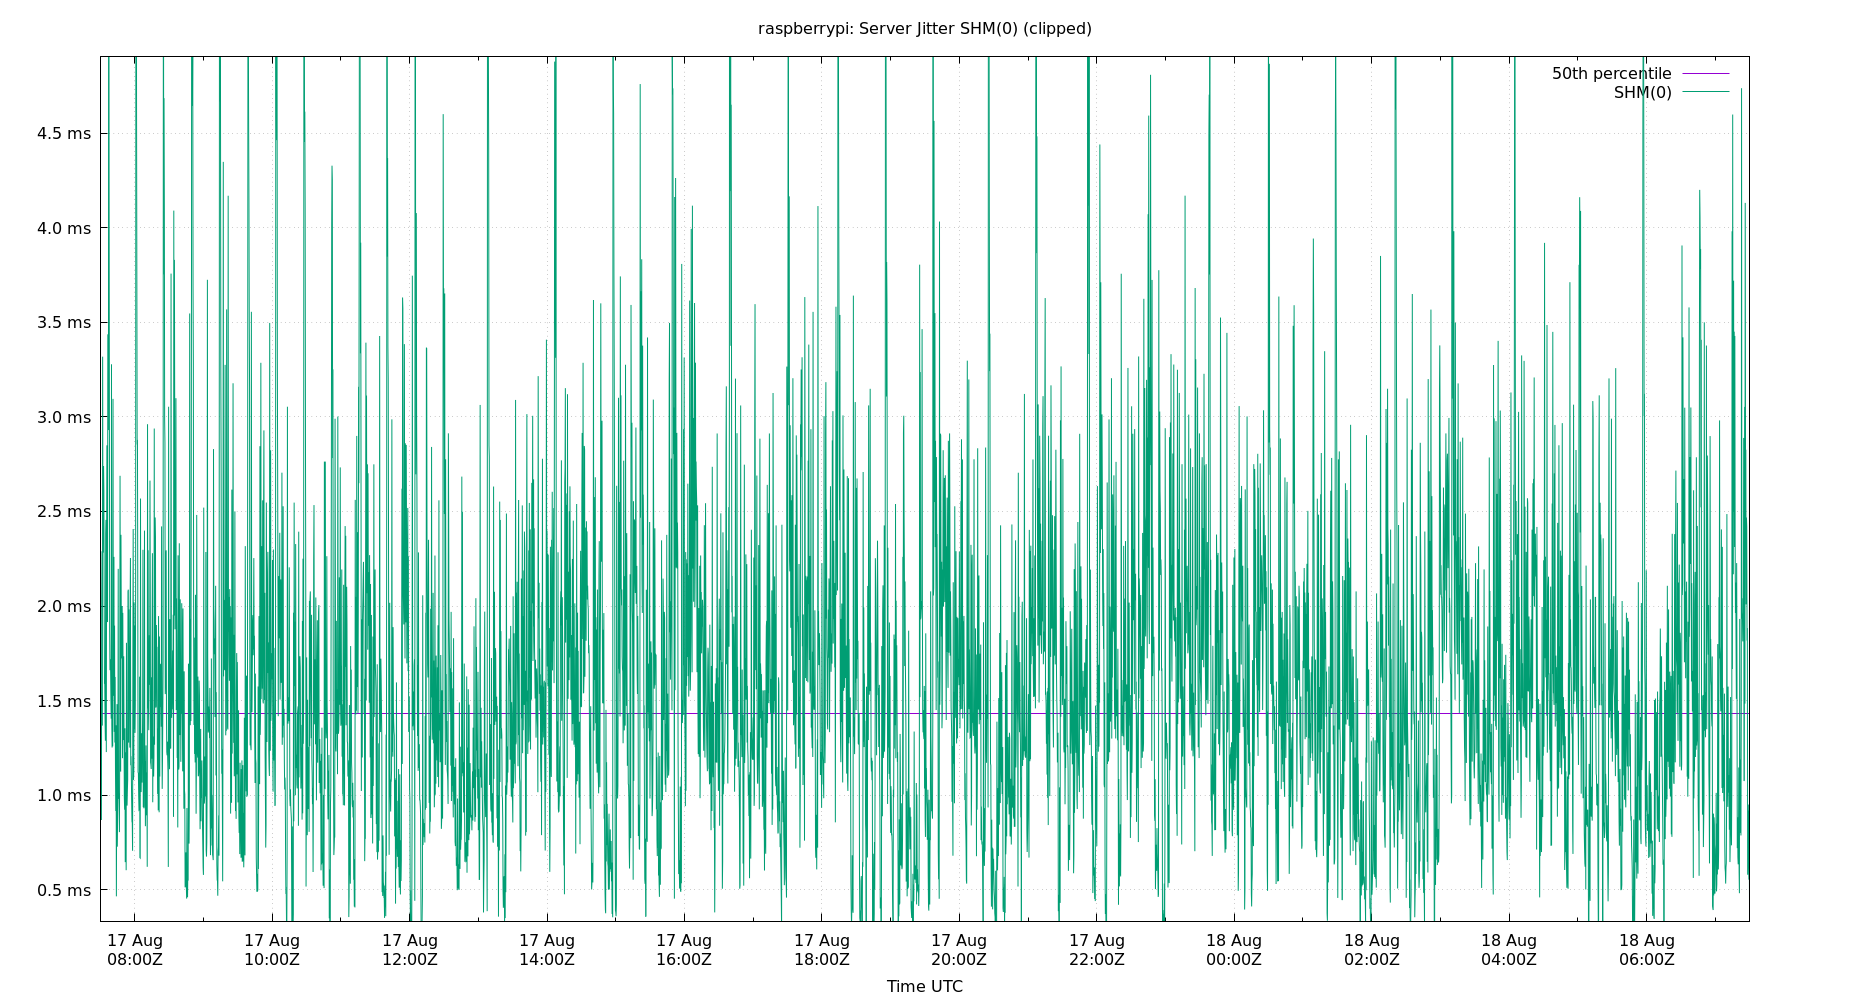 raspberrypi: Server Jitter SHM(0) (clipped)
50th percentile
SHM(0)
4.5 ms
4.0 ms
3.5 ms
3.0 ms
2.5 ms
2.0 ms
1.5 ms
1.0 ms
0.5 ms
17 Aug 17 Aug 17 Aug 17 Aug 17 Aug 17 Aug 17 Aug 17 Aug 18 Aug 18 Aug 18 Aug 18 Aug
08:00Z 10:00Z 12:00Z 14:00Z 16:00Z 18:00Z 20:00Z 22:00Z 00:00Z 02:00Z 04:00Z 06:00Z
Time UTC